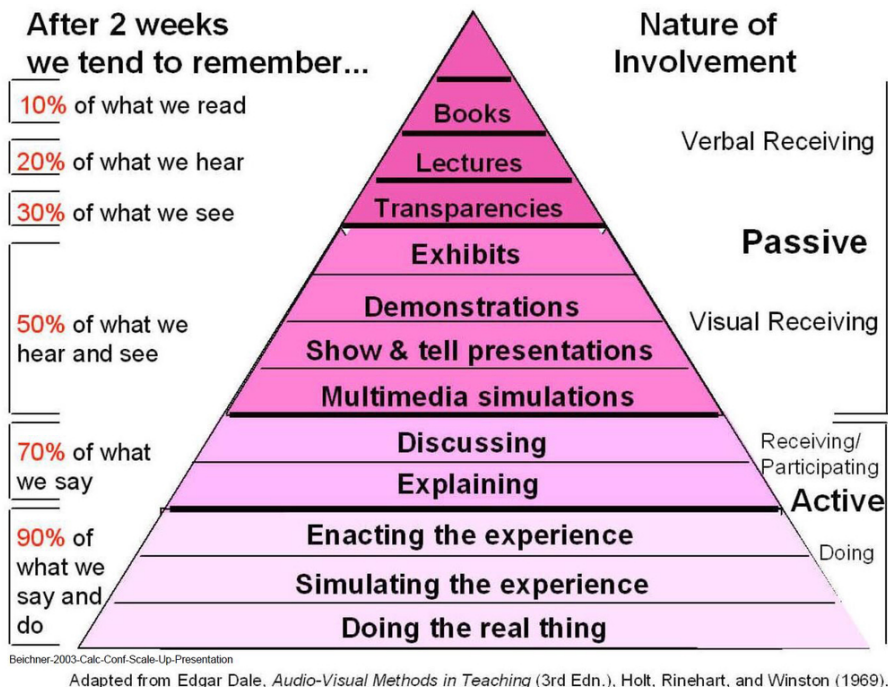 After 2 weeks
we tend to remember...
10% of what we read
20% of what we hear
30% of what we see
50% of what we
hear and see
70% of what
we say
90% of
what we
say and
do
Books
Lectures
Transparencies
Exhibits
Demonstrations
Show & tell presentations
Multimedia simulations
Discussing
Explaining
Enacting the experience
Simulating the experience
Doing the real thing
Nature of
Involvement
Verbal Receiving
Passive
Visual Receiving
Receiving/
Participating
Active
Doing
Beichner-2003-Calc-Conf-Scale-Up-Presentation
Adapted from Edgar Dale, Audio-Visual Methods in Teaching (3rd Edn.), Holt, Rinehart, and Winston (1969).